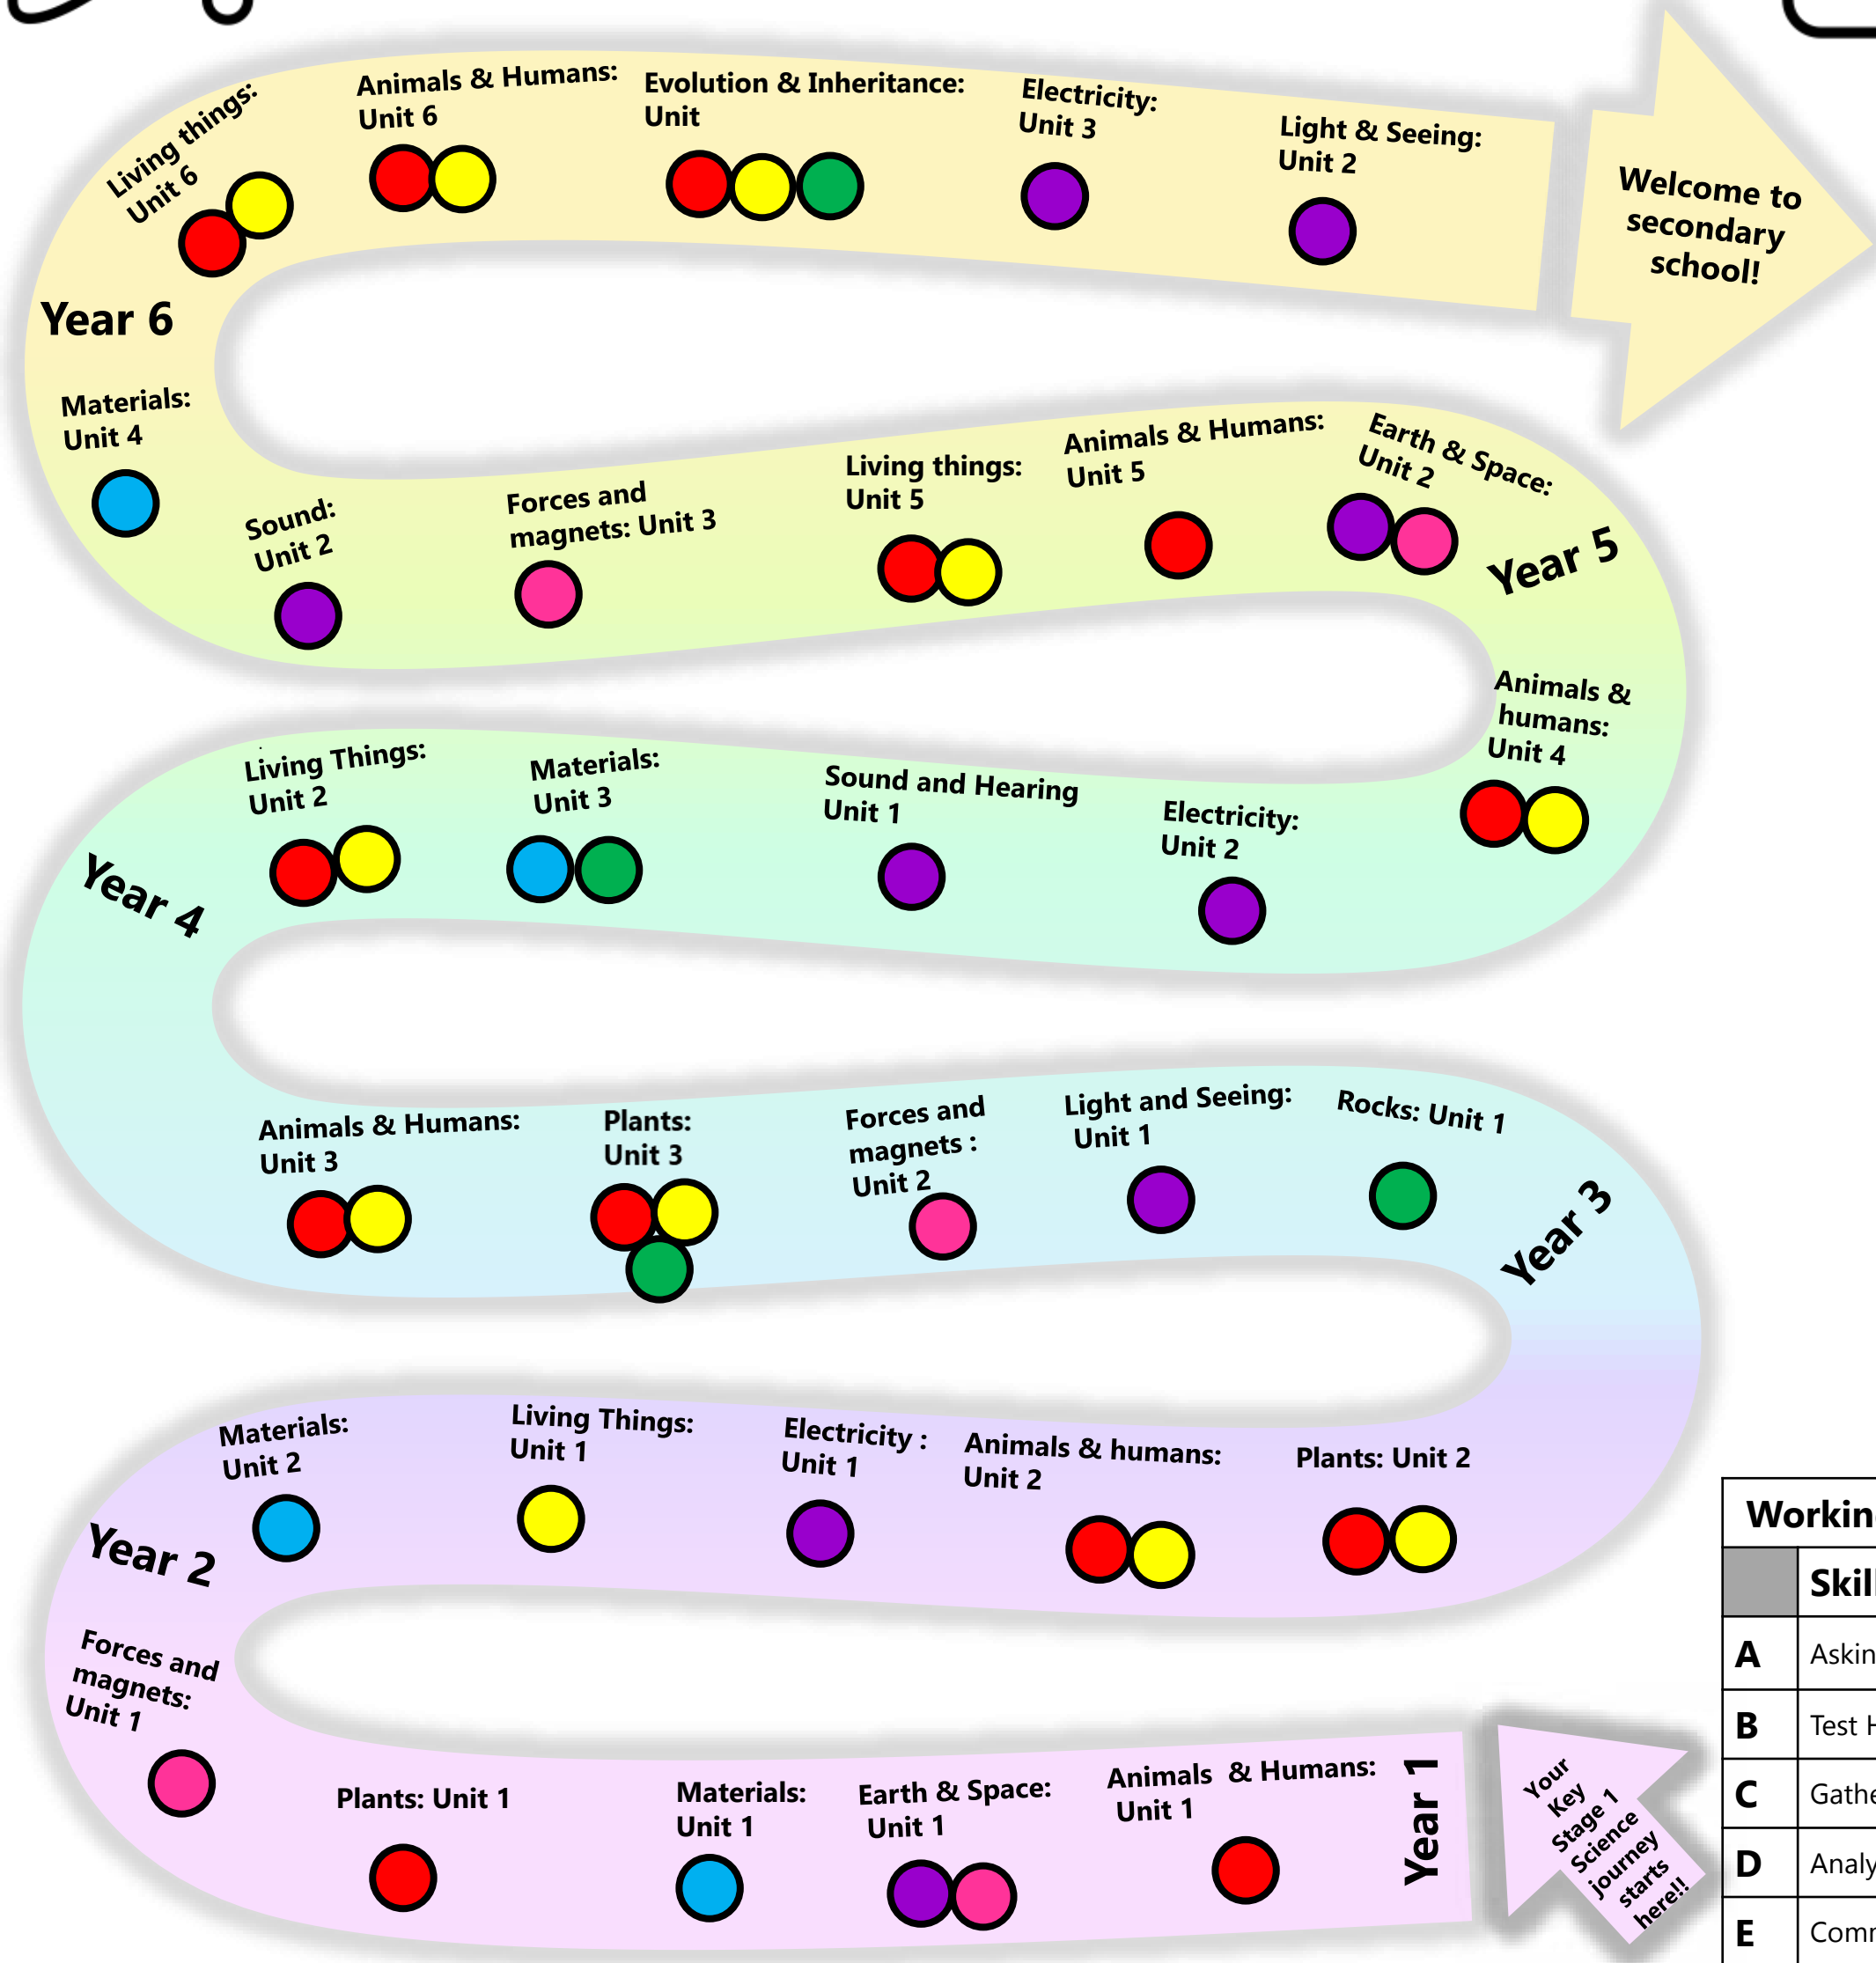 Living things:
Unit 6
Animals & Humans:
Unit 6
Evolution & Inheritance:
Unit
Electricity:
Unit 3
Light & Seeing:
Unit 2
Welcome to
secondary
school!
Year 6
Materials:
Unit 4
Sound:
Unit 2
Forces and
magnets: Unit 3
Living things:
Unit 5
Animals & Humans:
Unit 5
Earth & Space:
Unit 2
Year 5
Animals &
humans:
Unit 4
Living Things:
Unit 2
Materials:
Unit 3
Sound and Hearing
Unit 1
Electricity:
Unit 2
Year 4
Animals & Humans:
Unit 3
Plants:
Unit 3
Forces and
magnets :
Unit 2
Light and Seeing:
Unit 1
Rocks: Unit 1
Year 3
Materials:
Unit 2
Living Things:
Unit 1
Electricity :
Unit 1
Animals & humans:
Unit 2
Plants: Unit 2
Year 2
Forces and
magnets:
Unit 1
Plants: Unit 1
Materials:
Unit 1
Earth & Space:
Unit 1
Animals & Humans:
Unit 1
Year 1
Your
Key
Stage 1
Science
journey
starts
here!!
A
B
Test
C
D
E